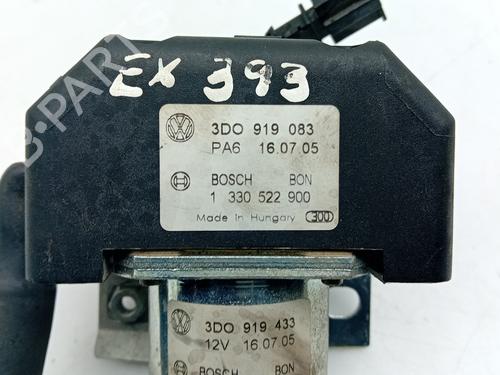 EX 393
3D0 919 083
PA6 16.07.05
BOSCH BON
1 330 522 900
Made in Hungary 300
3D0 919 433
12V 16.07.05
BOSCH